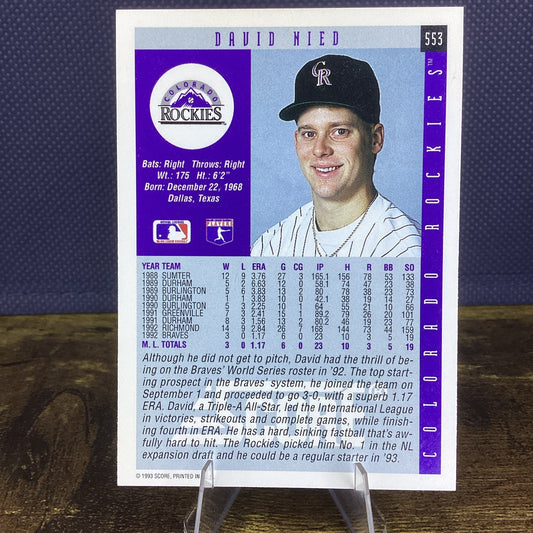 DAVID NIED
553
COLORADO ROCKIES™
COLORADO
ROCKIES
CR
Bats: Right Throws: Right
Wt.: 175 Ht.: 6'2"
Born: December 22, 1968
Dallas, Texas
PLAYERS
YEAR TEAM W L ERA G CG IP H R BB SO
1988 SUMTER 12 9 3.76 27 3 165.1 156 78 53 133
1989 DURHAM 5 2 6.63 12 0 58.1 74 47 23 38
1989 BURLINGTON 5 6 3.83 13 2 80 78 38 23 73
1990 DURHAM 1 1 3.83 10 0 42.1 38 19 14 27
1990 BURLINGTON 5 3 2.25 10 1 64 55 21 10 66
1991 GREENVILLE 7 3 2.41 15 1 89.2 79 26 20 101
1991 DURHAM 8 3 1.56 13 2 80.2 46 19 23 77
1992 RICHMOND 14 9 2.84 26 7 168 144 73 44 159
1992 BRAVES 3 0 1.17 6 0 23 10 3 5 19
M. L. TOTALS 3 0 1.17 6 0 23 10 3 5 19
Although he did not get to pitch, David had the thrill of be-
ing on the Braves' World Series roster in '92. The top start-
ing prospect in the Braves' system, he joined the team on
September 1 and proceeded to go 3-0, with a superb 1.17
ERA. David, a Triple-A All-Star, led the International League
in victories, strikeouts and complete games, while finish-
ing fourth in ERA. He has a hard, sinking fastball that's aw-
fully hard to hit. The Rockies picked him No. 1 in the NL
expansion draft and he could be a regular starter in '93.
© 1993 SCORE, PRINTED IN